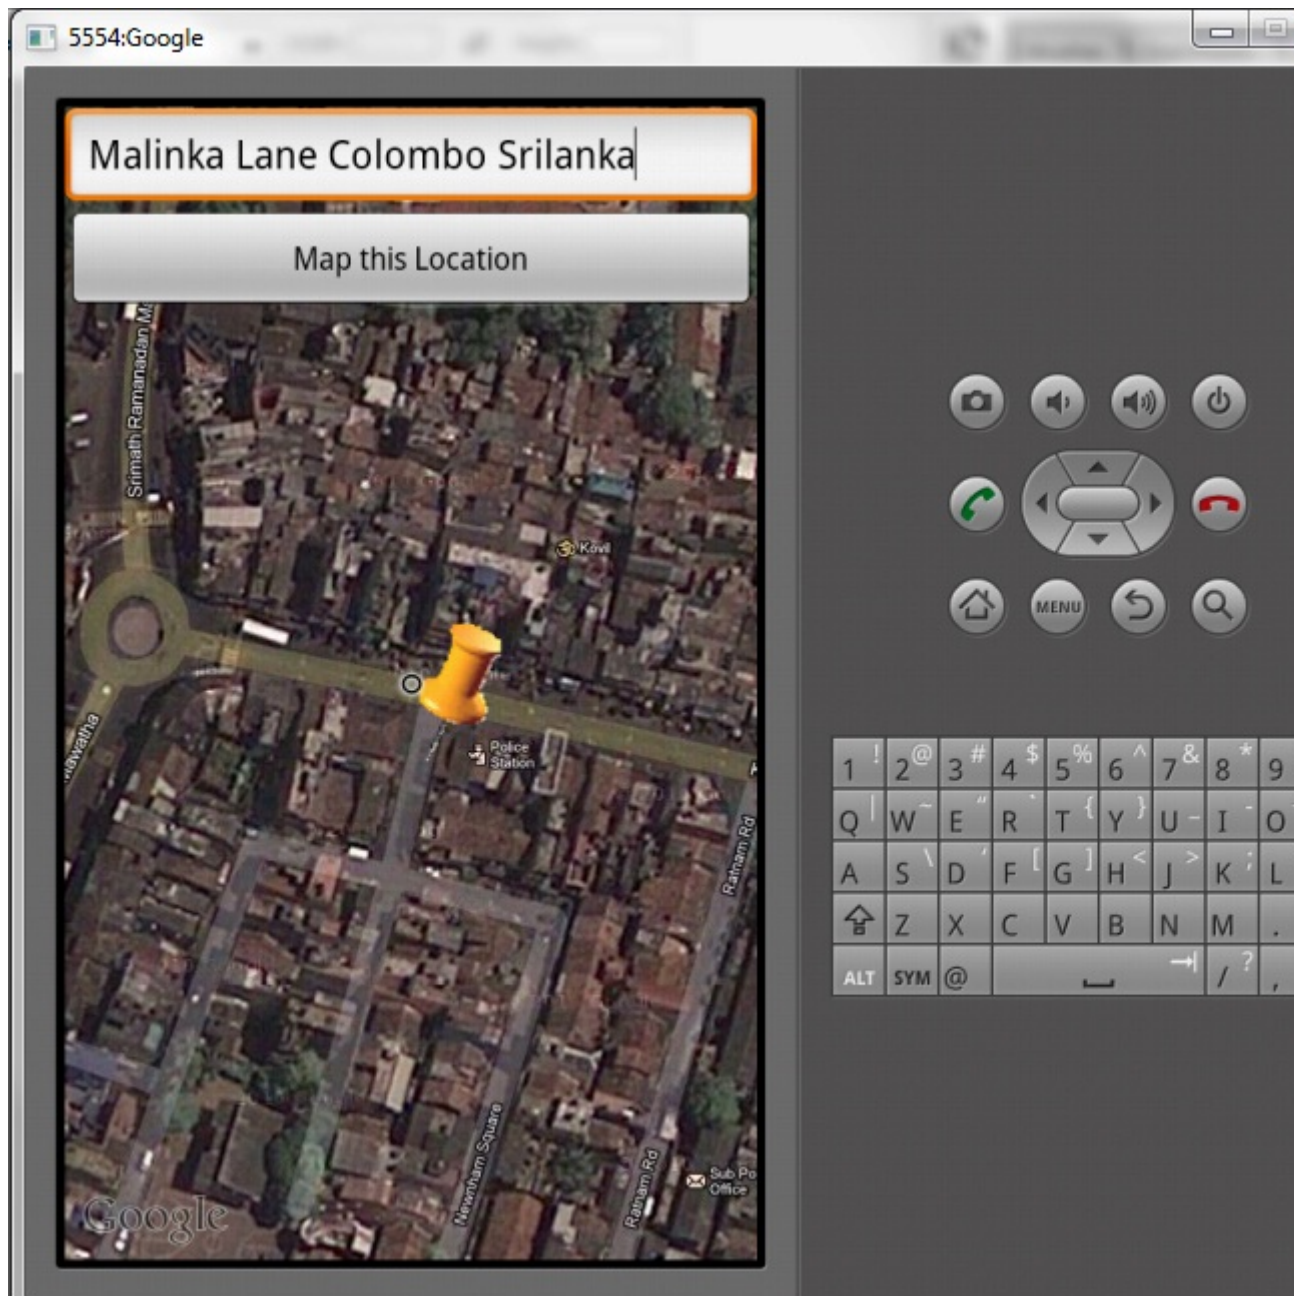 5554:Google
Malinka Lane Colombo Srilanka
Map this Location
Srimath Ramanadan Ma
Kovil
Police
Station
Ratnam Rd
Newnham Square
Ratnam Rd
Sub Po
Office
Google
MENU
1 ! 2 @ 3 # 4 $ 5 % 6 ^ 7 & 8 * 9
Q | W ~ E " R ` T { Y } U _ I - O
A S \ D ' F [ G ] H < J > K ; L
Z X C V B N M .
ALT SYM @ / ? ,